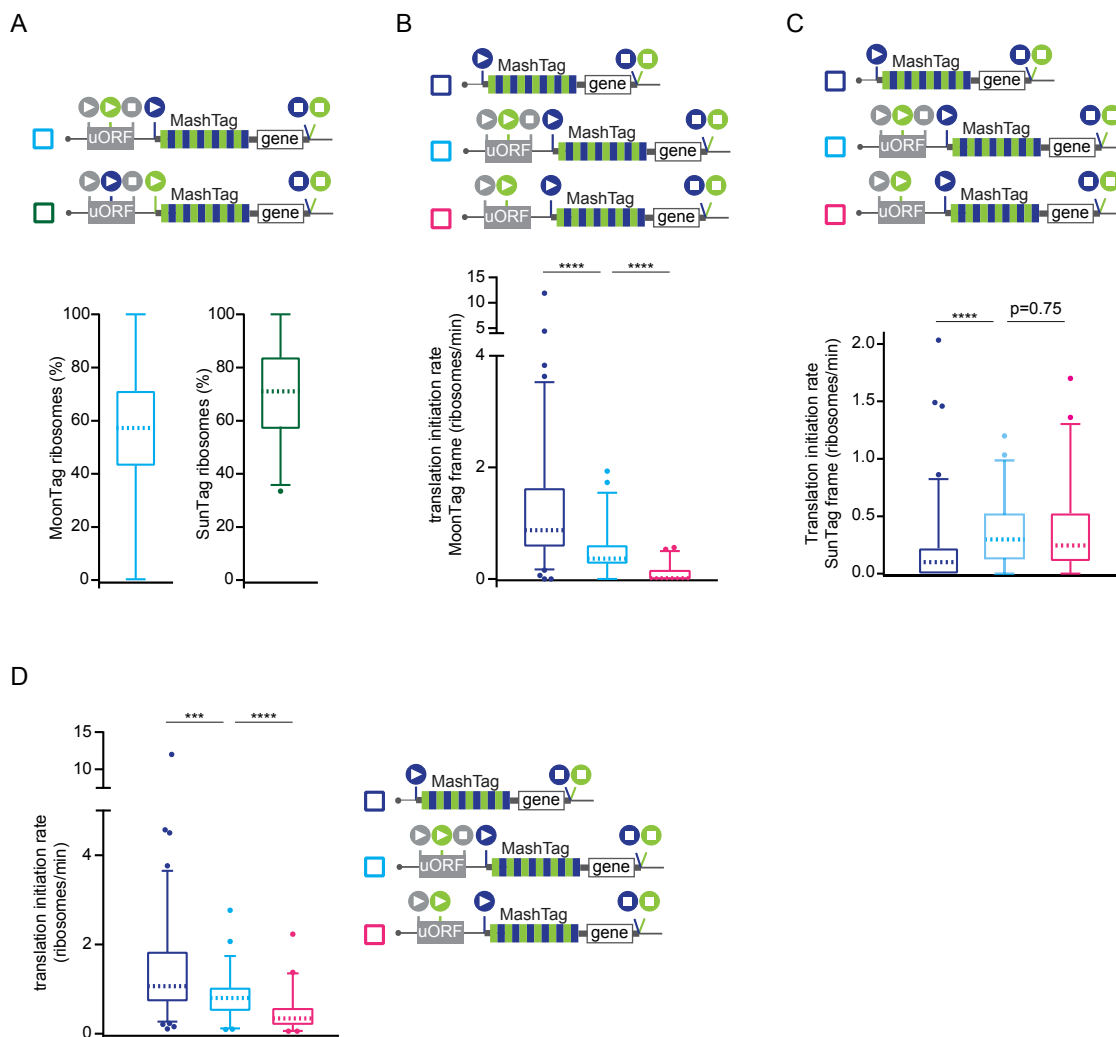 A
MashTag
uORF
gene
MashTag
uORF
gene
MoonTag ribosomes (%)
100
80
60
40
20
0
SunTag ribosomes (%)
100
80
60
40
20
0
B
MashTag
gene
MashTag
uORF
gene
MashTag
uORF
gene
translation initiation rate
MoonTag frame (ribosomes/min)
15
10
5
4
2
0
****
****
C
MashTag
gene
MashTag
uORF
gene
MashTag
uORF
gene
Translation initiation rate
SunTag frame (ribosomes/min)
2.0
1.5
1.0
0.5
0.0
****
p=0.75
D
translation initiation rate
(ribosomes/min)
15
10
4
2
0
***
****
MashTag
gene
MashTag
uORF
gene
MashTag
uORF
gene